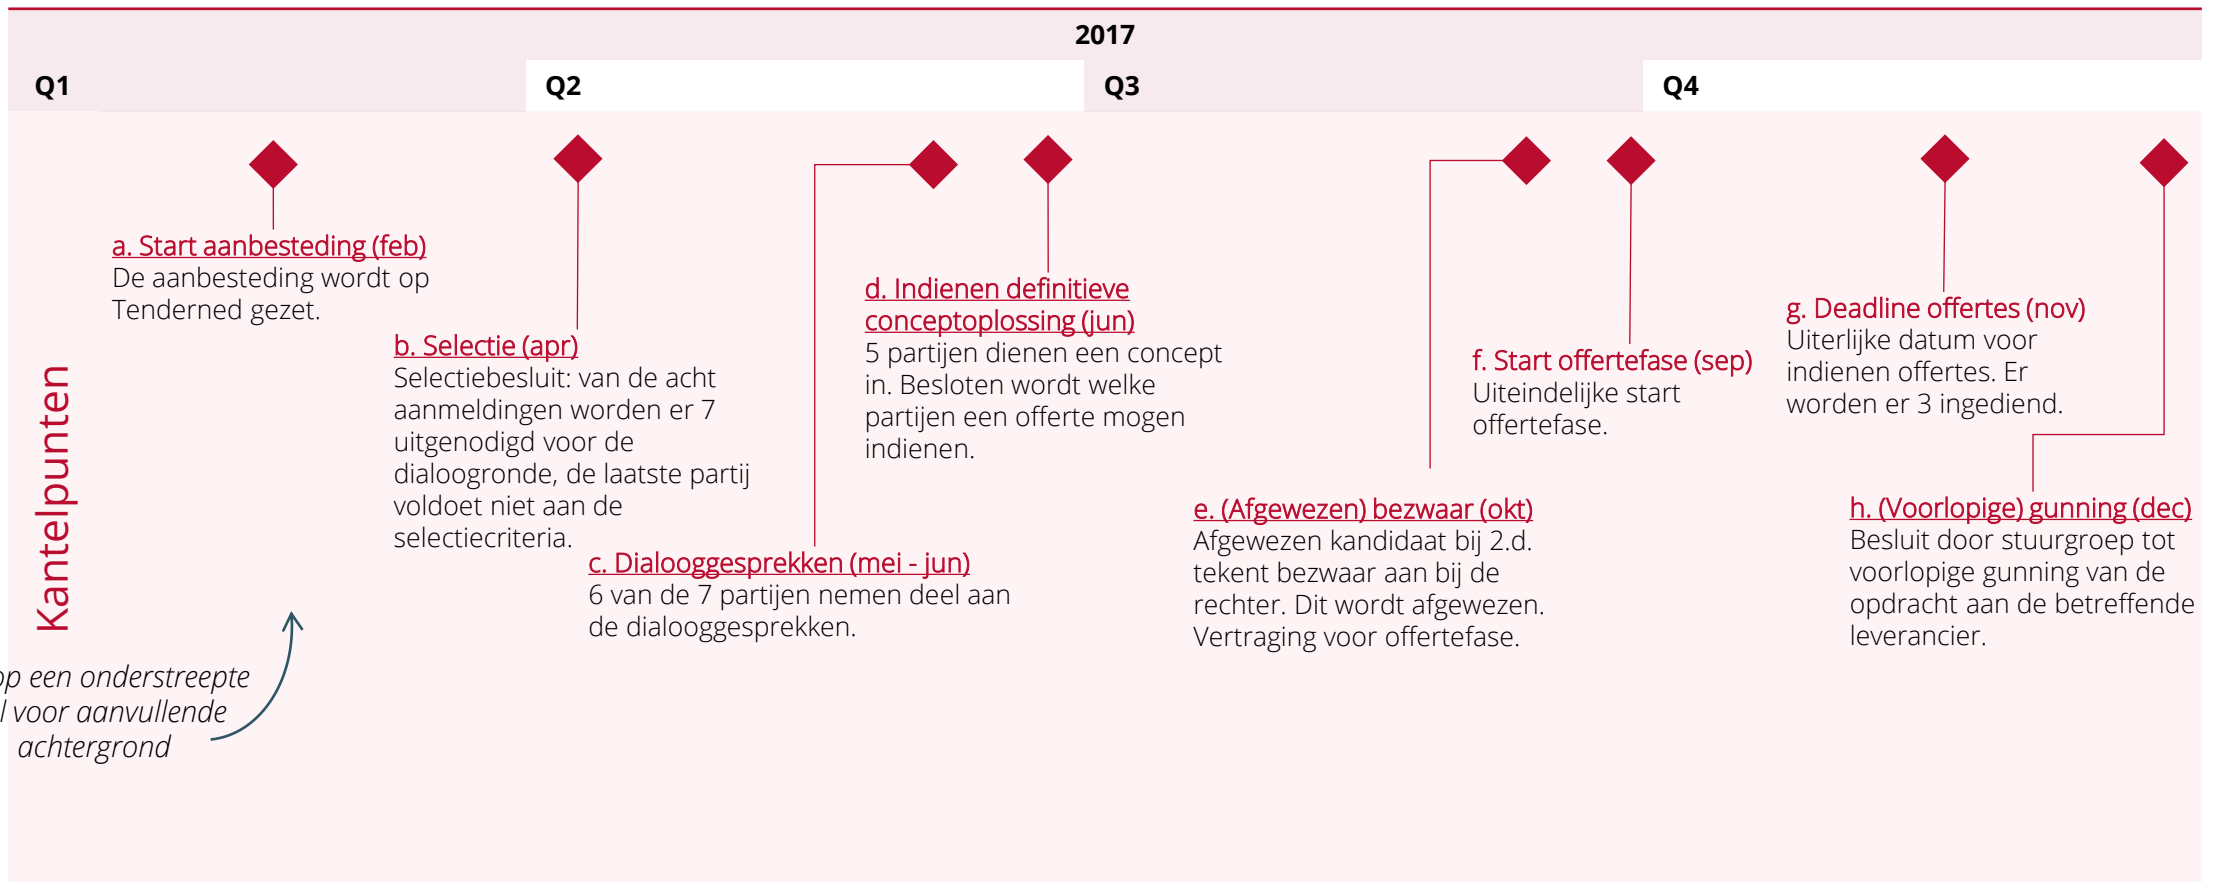 2017
Q1
Q2
Q3
Q4
Kantelpunten
a. Start aanbesteding (feb)
De aanbesteding wordt op
Tenderned gezet.
b. Selectie (apr)
Selectiebesluit: van de acht
aanmeldingen worden er 7
uitgenodigd voor de
dialoogronde, de laatste partij
voldoet niet aan de
selectiecriteria.
c. Dialooggesprekken (mei - jun)
6 van de 7 partijen nemen deel aan
de dialooggesprekken.
d. Indienen definitieve
conceptoplossing (jun)
5 partijen dienen een concept
in. Besloten wordt welke
partijen een offerte mogen
indienen.
e. (Afgewezen) bezwaar (okt)
Afgewezen kandidaat bij 2.d.
tekent bezwaar aan bij de
rechter. Dit wordt afgewezen.
Vertraging voor offertefase.
f. Start offertefase (sep)
Uiteindelijke start
offertefase.
g. Deadline offertes (nov)
Uiterlijke datum voor
indienen offertes. Er
worden er 3 ingediend.
h. (Voorlopige) gunning (dec)
Besluit door stuurgroep tot
voorlopige gunning van de
opdracht aan de betreffende
leverancier.
een onderstreepte
voor aanvullende
achtergrond